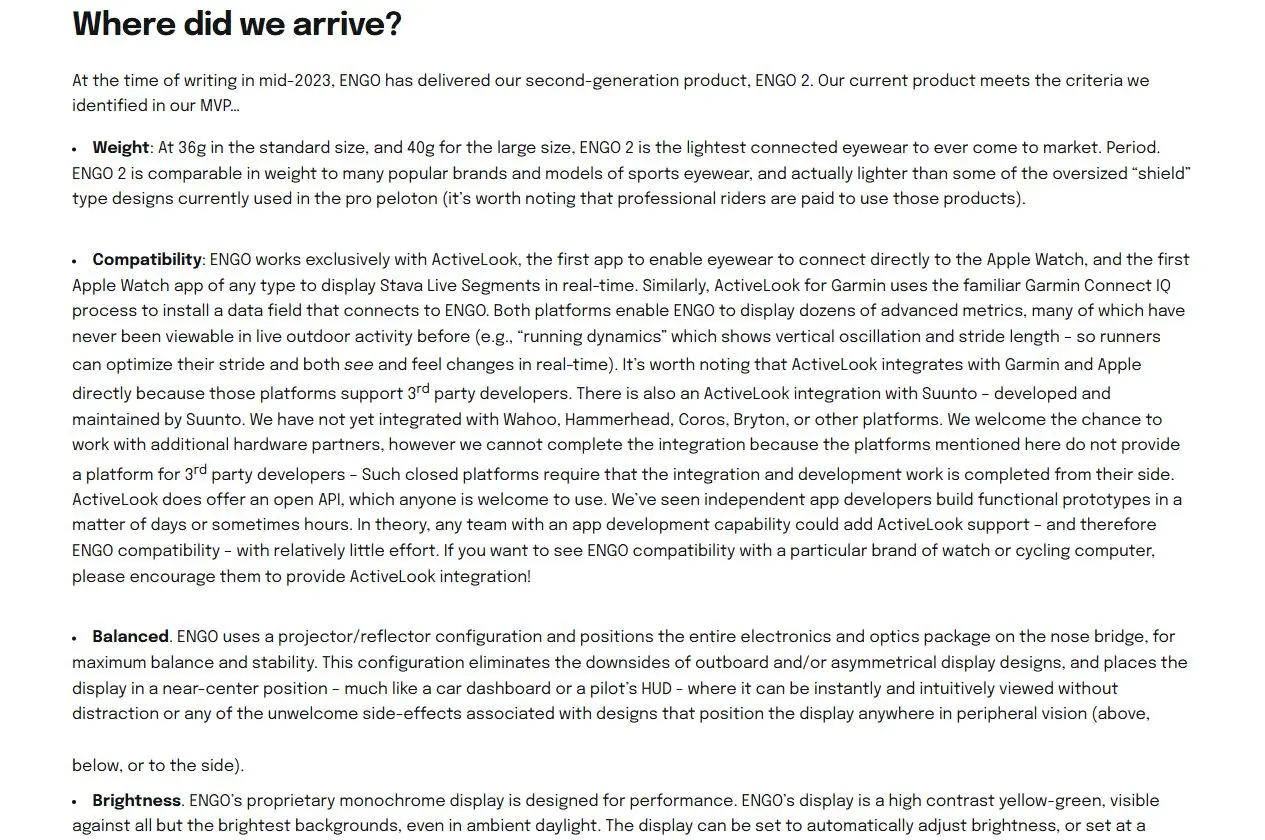 Where did we arrive?
At the time of writing in mid-2023, ENGO has delivered our second-generation product, ENGO 2. Our current product meets the criteria we
identified in our MVP…
• Weight: At 36g in the standard size, and 40g for the large size, ENGO 2 is the lightest connected eyewear to ever come to market. Period.
ENGO 2 is comparable in weight to many popular brands and models of sports eyewear, and actually lighter than some of the oversized “shield”
type designs currently used in the pro peloton (it’s worth noting that professional riders are paid to use those products).
• Compatibility: ENGO works exclusively with ActiveLook, the first app to enable eyewear to connect directly to the Apple Watch, and the first
Apple Watch app of any type to display Stava Live Segments in real-time. Similarly, ActiveLook for Garmin uses the familiar Garmin Connect IQ
process to install a data field that connects to ENGO. Both platforms enable ENGO to display dozens of advanced metrics, many of which have
never been viewable in live outdoor activity before (e.g., “running dynamics” which shows vertical oscillation and stride length – so runners
can optimize their stride and both see and feel changes in real-time). It’s worth noting that ActiveLook integrates with Garmin and Apple
directly because those platforms support 3rd party developers. There is also an ActiveLook integration with Suunto – developed and
maintained by Suunto. We have not yet integrated with Wahoo, Hammerhead, Coros, Bryton, or other platforms. We welcome the chance to
work with additional hardware partners, however we cannot complete the integration because the platforms mentioned here do not provide
a platform for 3rd party developers – Such closed platforms require that the integration and development work is completed from their side.
ActiveLook does offer an open API, which anyone is welcome to use. We’ve seen independent app developers build functional prototypes in a
matter of days or sometimes hours. In theory, any team with an app development capability could add ActiveLook support – and therefore
ENGO compatibility – with relatively little effort. If you want to see ENGO compatibility with a particular brand of watch or cycling computer,
please encourage them to provide ActiveLook integration!
• Balanced. ENGO uses a projector/reflector configuration and positions the entire electronics and optics package on the nose bridge, for
maximum balance and stability. This configuration eliminates the downsides of outboard and/or asymmetrical display designs, and places the
display in a near-center position – much like a car dashboard or a pilot’s HUD - where it can be instantly and intuitively viewed without
distraction or any of the unwelcome side-effects associated with designs that position the display anywhere in peripheral vision (above,
below, or to the side).
• Brightness. ENGO’s proprietary monochrome display is designed for performance. ENGO’s display is a high contrast yellow-green, visible
against all but the brightest backgrounds, even in ambient daylight. The display can be set to automatically adjust brightness, or set at a